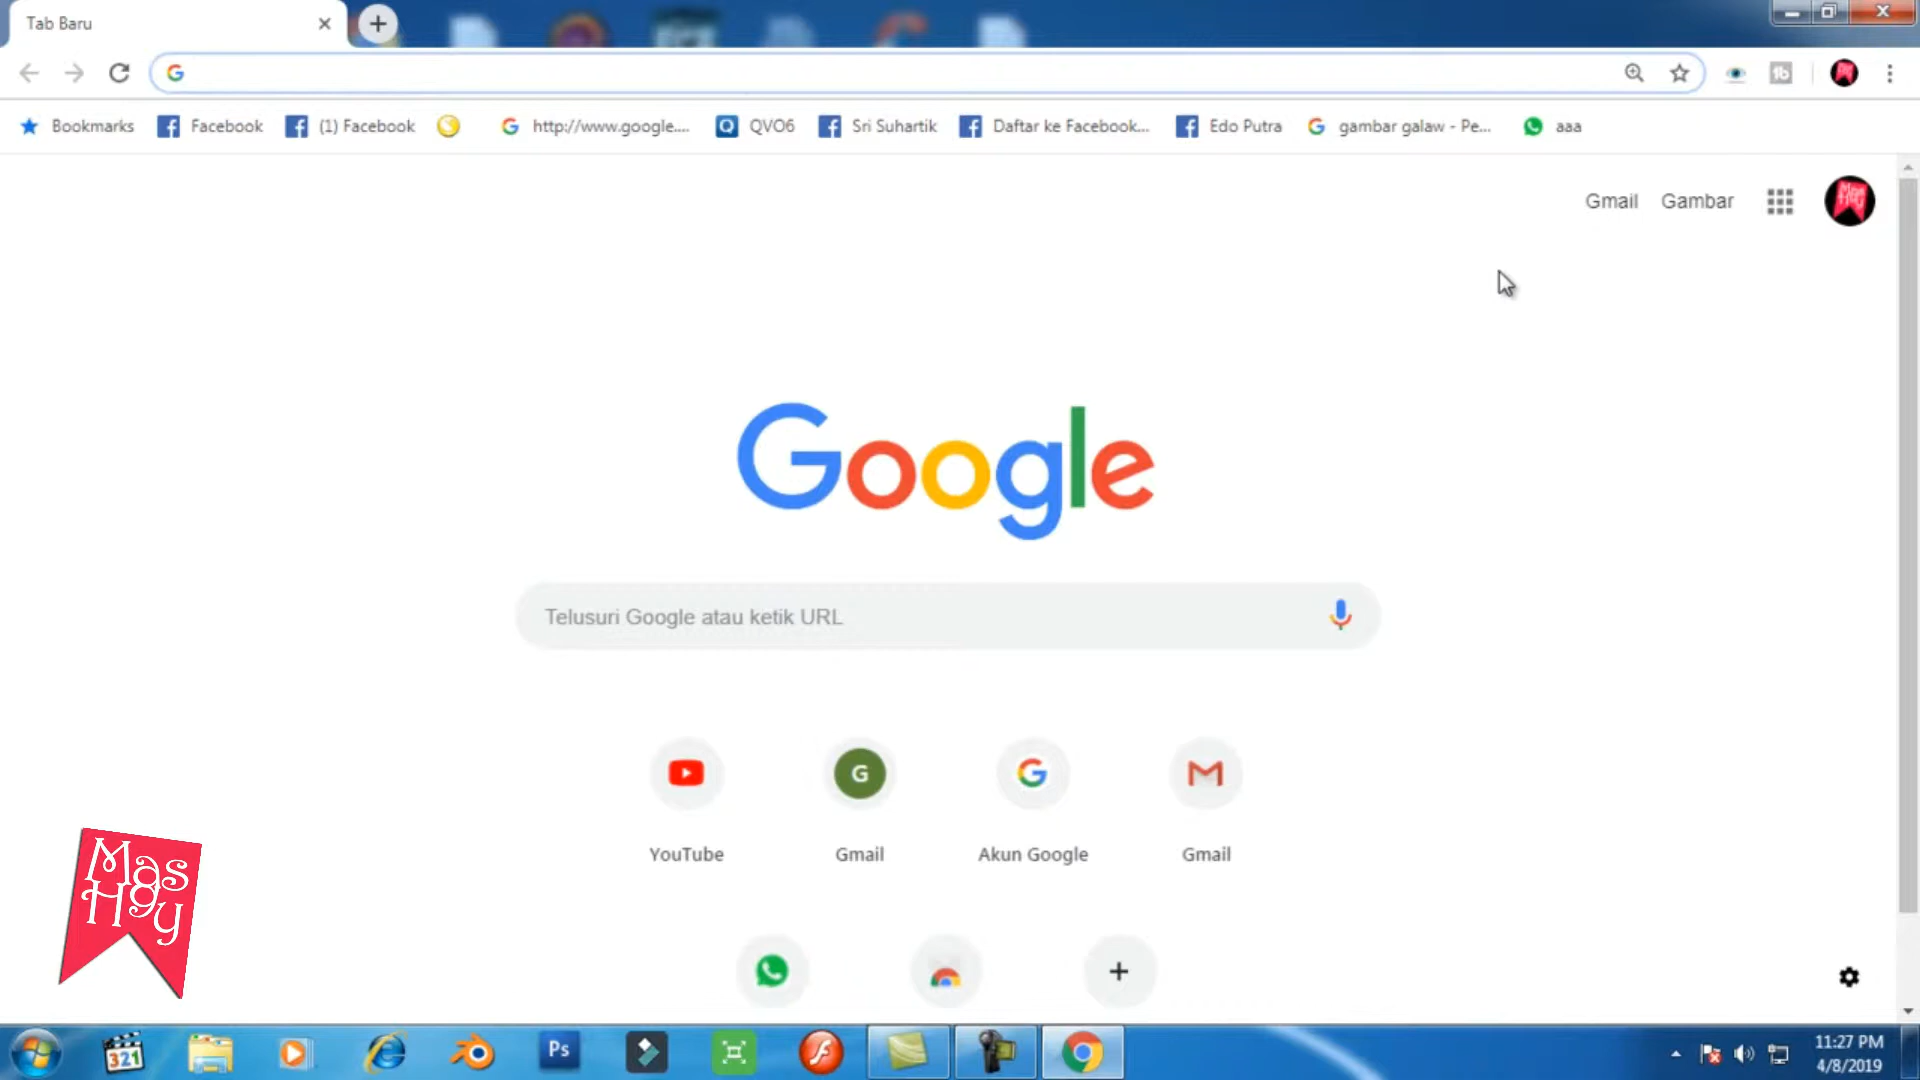 Tab Baru
Bookmarks
Facebook
(1) Facebook
http://www.google....
QVO6
Sri Suhartik
Daftar ke Facebook...
Edo Putra
gambar galaw - Pe...
aaa
Gmail
Gambar
Google
Telusuri Google atau ketik URL
G
YouTube
Gmail
Akun Google
Gmail
Mas
Hgy
321
Ps
11:27 PM
4/8/2019